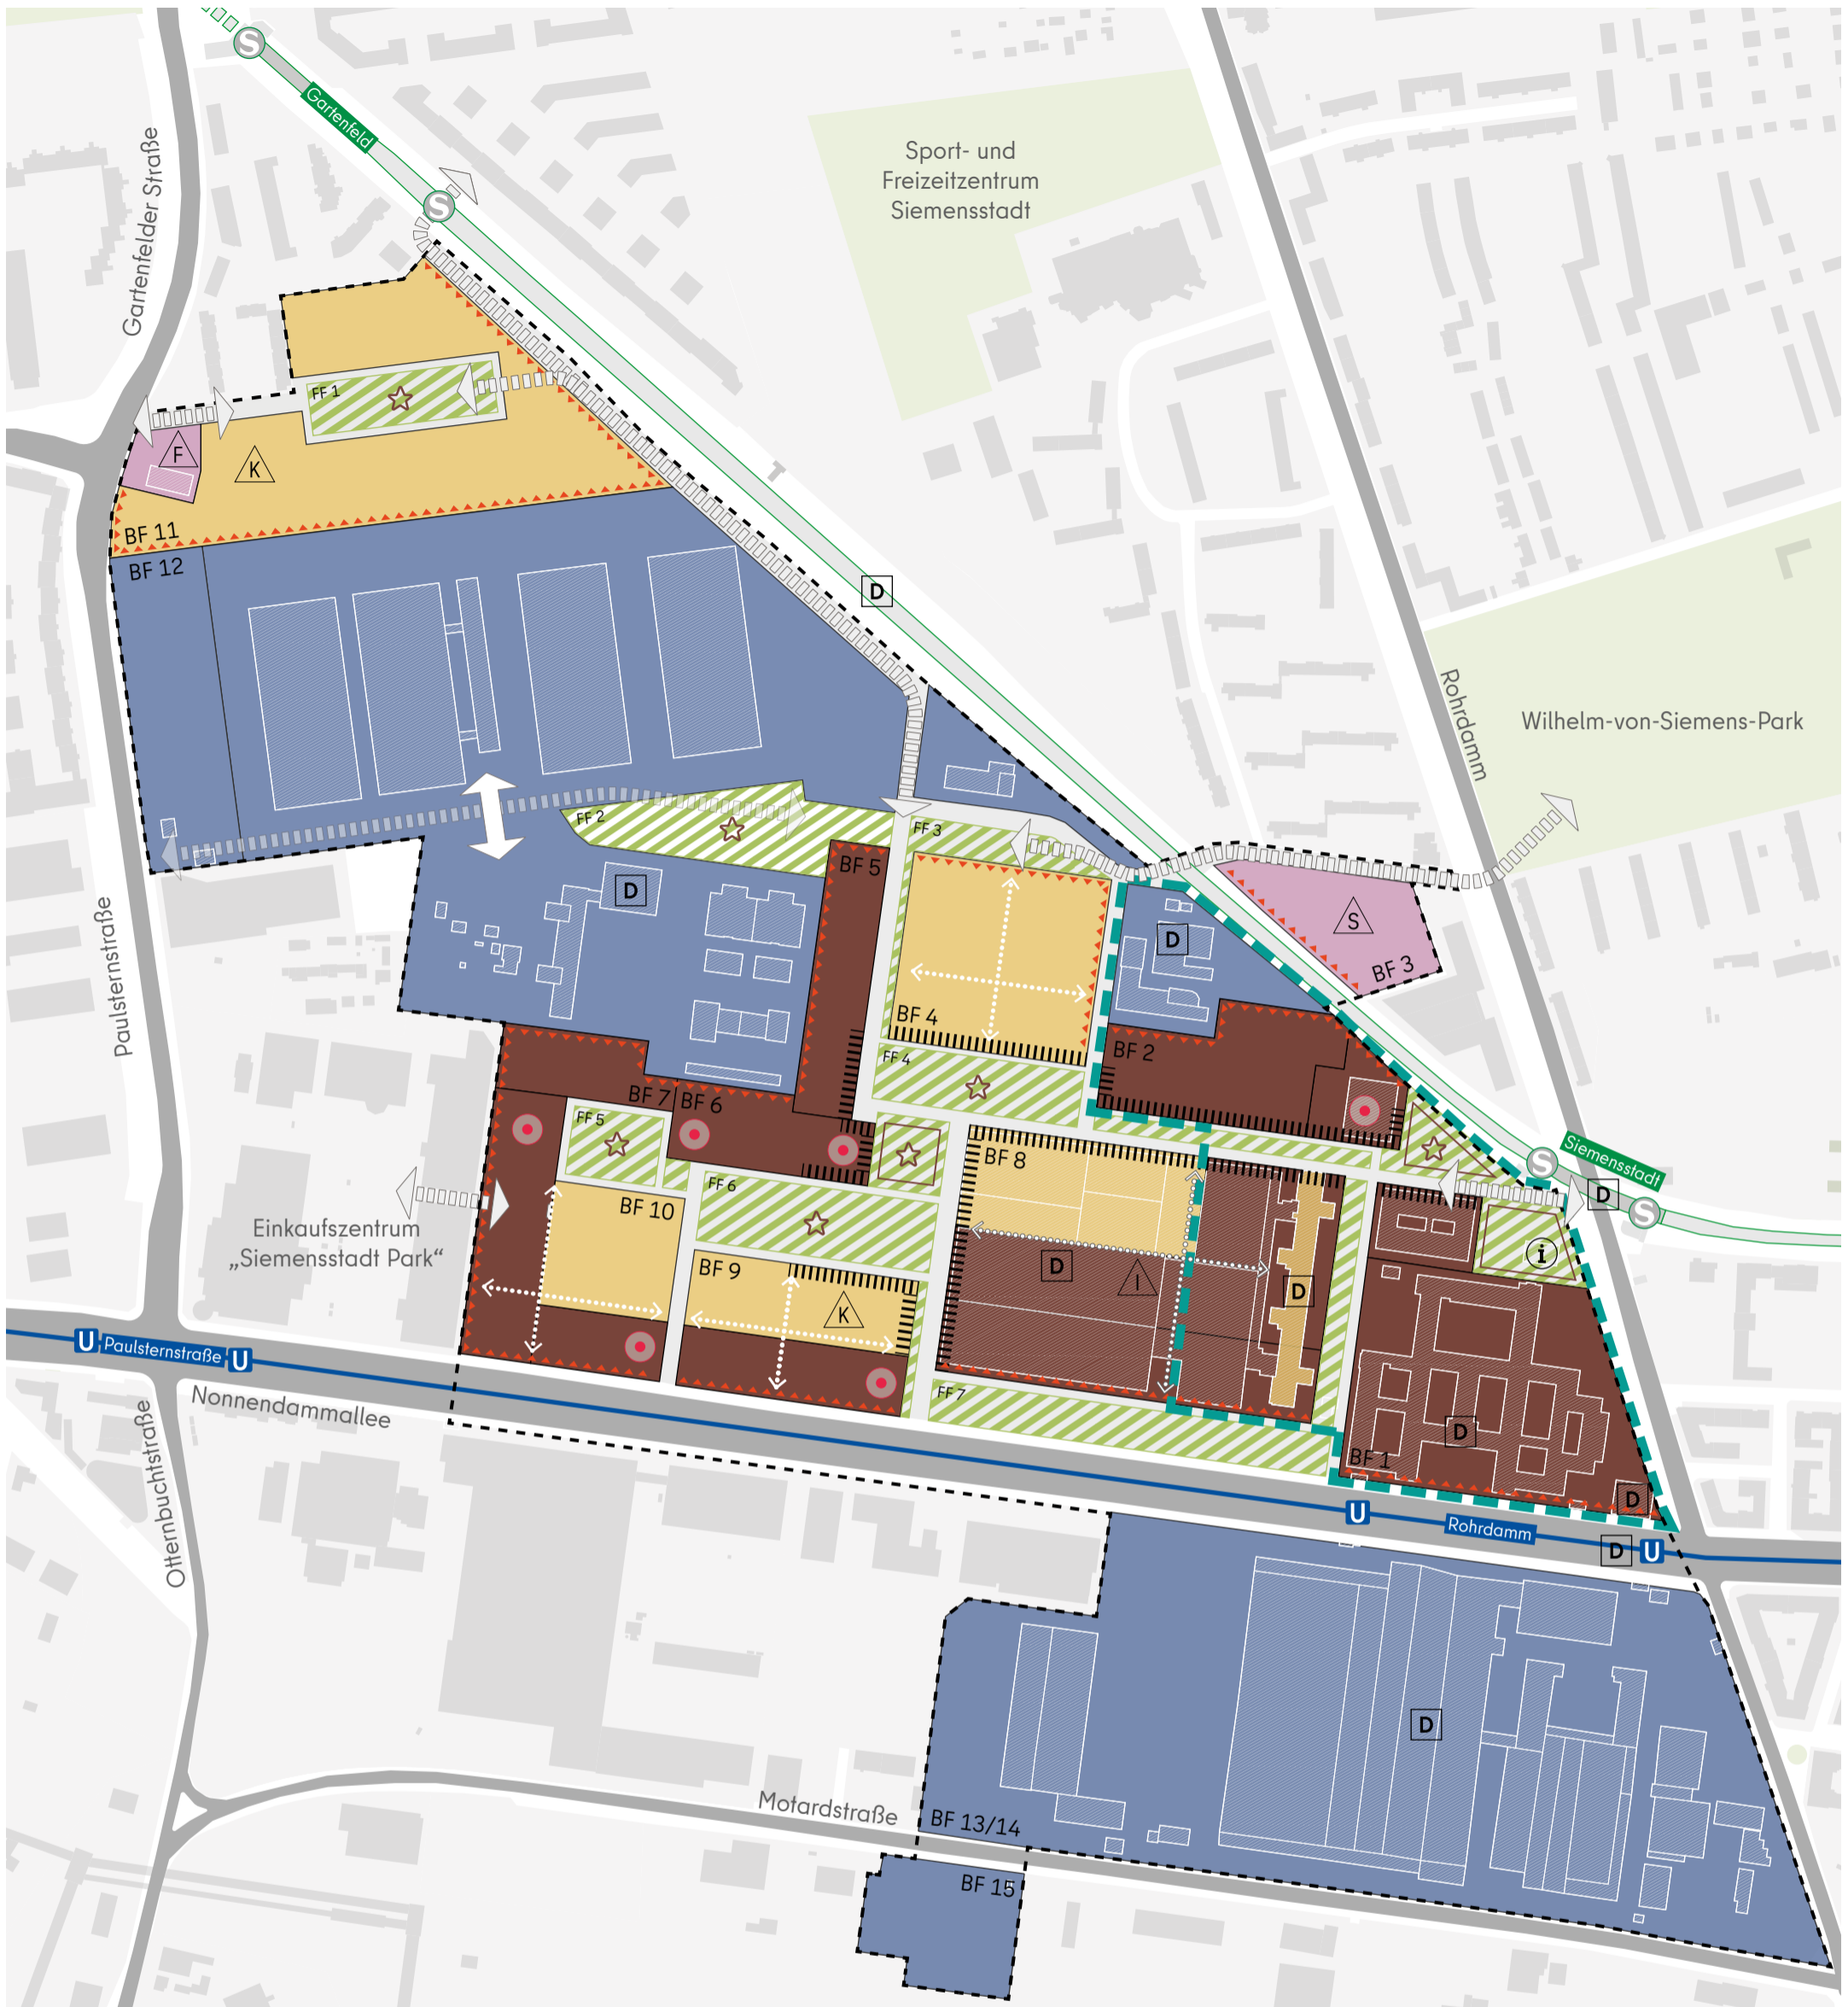 S
Gartenfeld
S
Gartenfelder Straße
Sport- und
Freizeitzentrum
Siemensstadt
FF 1
F
K
BF 11
BF 12
D
Rohrdamm
Wilhelm-von-Siemens-Park
FF 2
FF 3
BF 5
D
D
S
BF 3
Paulsternstraße
BF 4
BF 2
FF 4
BF 7
BF 6
FF 5
BF 8
S
Siemensstadt
D
S
FF 6
BF 10
Einkaufszentrum
„Siemensstadt Park“
i
BF 9
K
D
I
D
FF 7
D
BF 1
D
U
Paulsternstraße
U
Nonnendammallee
U
Rohrdamm
D
U
Ottenbuchtstraße
D
Motardstraße
BF 13/14
BF 15